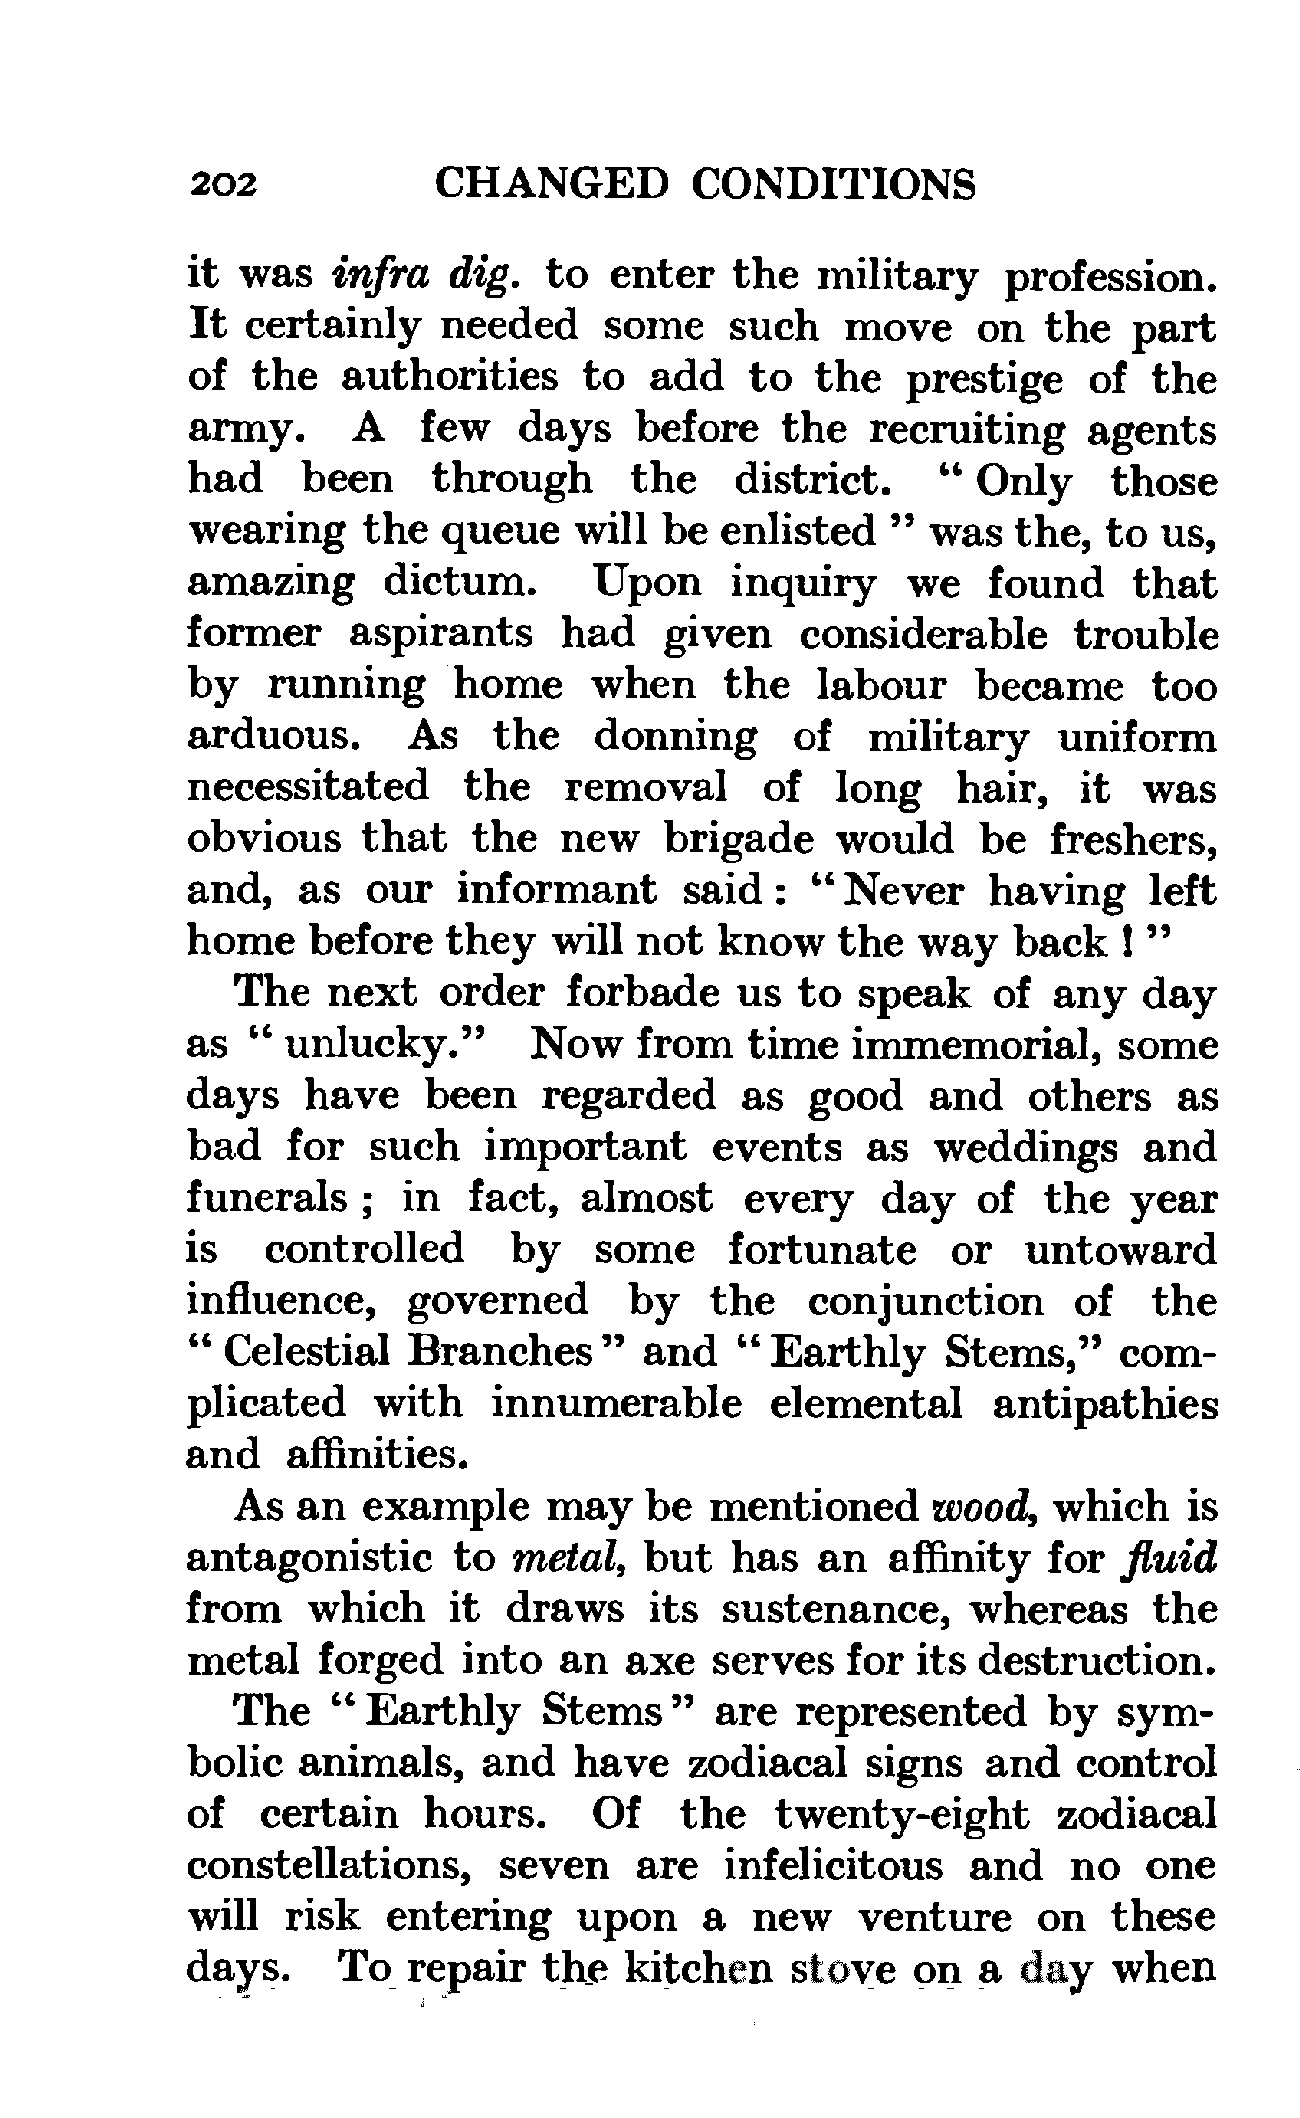 202 CHANGED CONDITIONS
it was infra dig. to enter the military profession.
It certainly needed some such move on the part
of the authorities to add to the prestige of the
army. A few days before the recruiting agents
had been through the district. “ Only those
wearing the queue will be enlisted ” was the, to us,
amazing dictum. Upon inquiry we found that
former aspirants had given considerable trouble
by running home when the labour became too
arduous. As the donning of military uniform
necessitated the removal of long hair, it was
obvious that the new brigade would be freshers,
and, as our informant said : “ Never having left
home before they will not know the way back ! ”
The next order forbade us to speak of any day
as “ unlucky.” Now from time immemorial, some
days have been regarded as good and others as
bad for such important events as weddings and
funerals ; in fact, almost every day of the year
is controlled by some fortunate or untoward
influence, governed by the conjunction of the
“ Celestial Branches ” and “ Earthly Stems,” com-
plicated with innumerable elemental antipathies
and affinities.
As an example may be mentioned wood, which is
antagonistic to metal, but has an affinity for fluid
from which it draws its sustenance, whereas the
metal forged into an axe serves for its destruction.
The “ Earthly Stems ” are represented by sym-
bolic animals, and have zodiacal signs and control
of certain hours. Of the twenty-eight zodiacal
constellations, seven are infelicitous and no one
will risk entering upon a new venture on these
days. To repair the kitchen stove on a day when